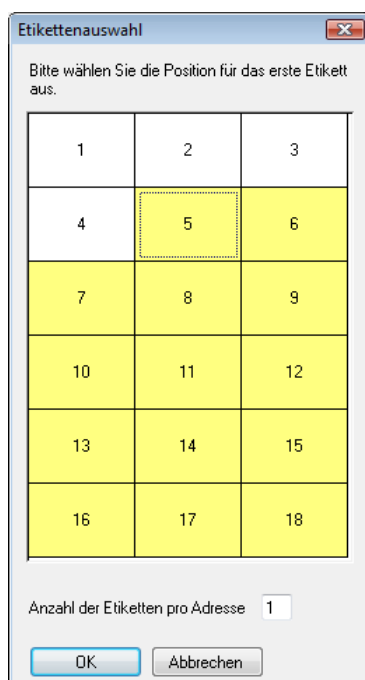 Etikettenauswahl
Bitte wählen Sie die Position für das erste Etikett
aus.
1 2 3
4 5 6
7 8 9
10 11 12
13 14 15
16 17 18
Anzahl der Etiketten pro Adresse 1
OK Abbrechen